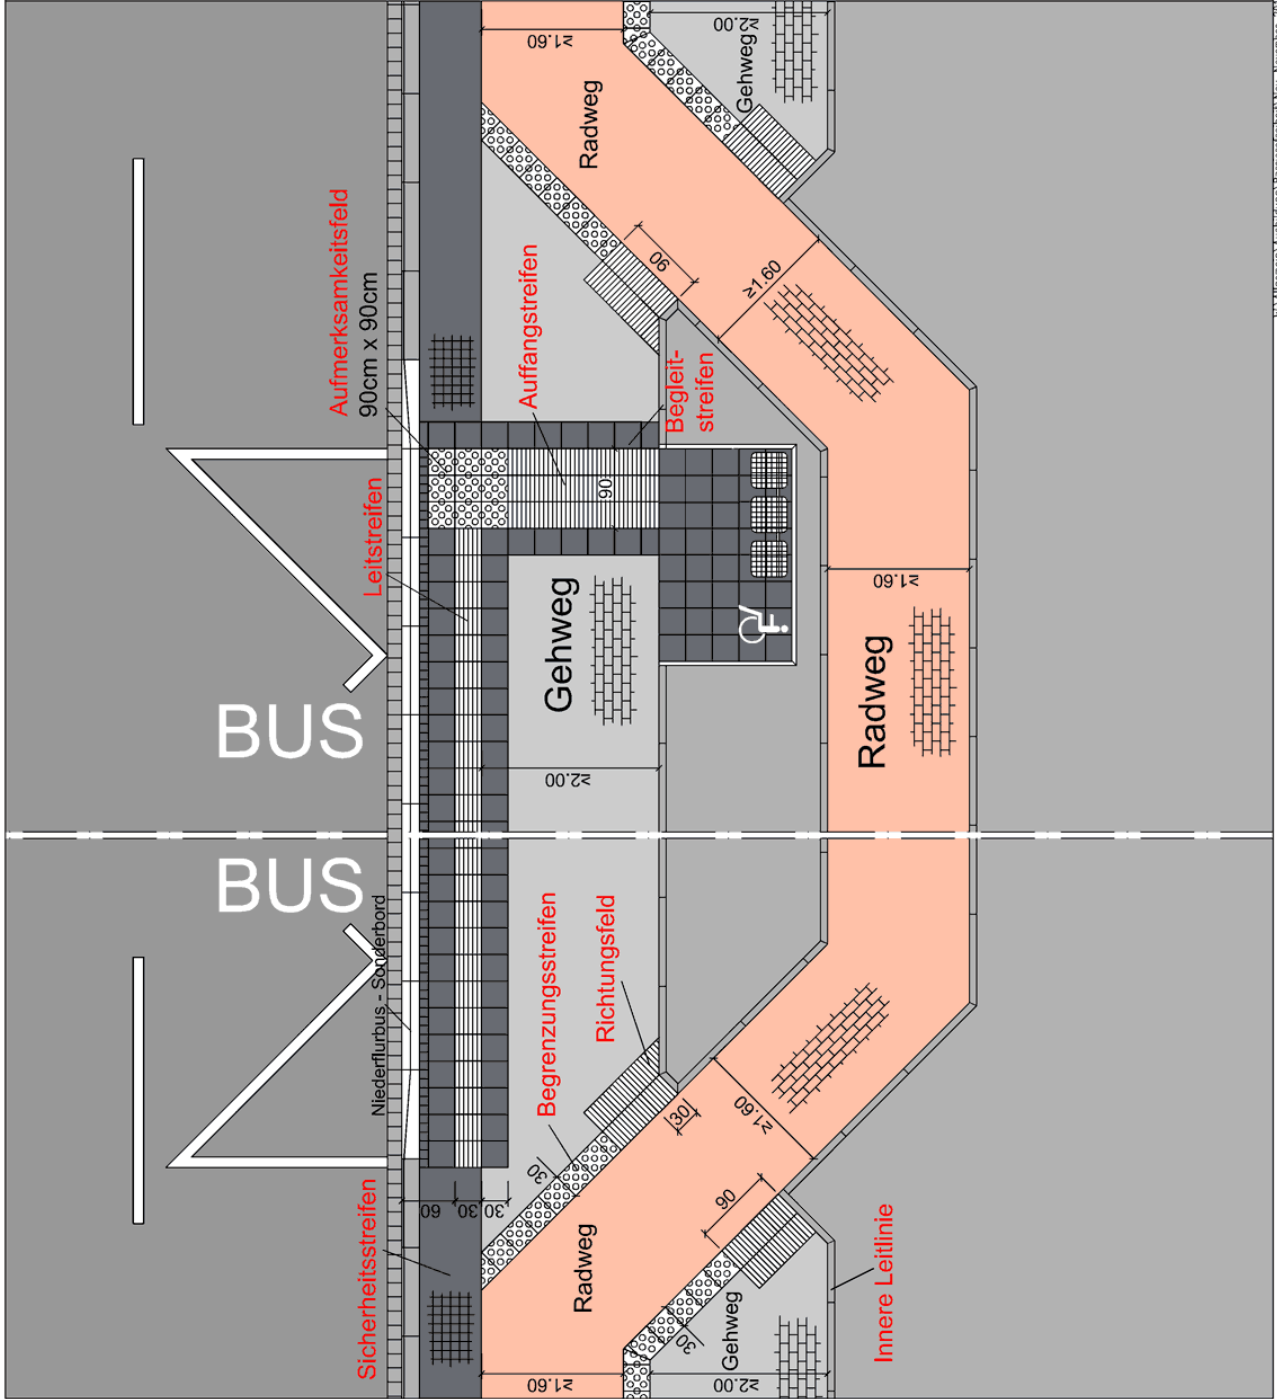 Sicherheitsstreifen
Niederflurbus - Sonderbord
Leitstreifen
Aufmerksamkeitsfeld
90cm x 90cm
BUS
BUS
Auffangstreifen
Begleit-
streifen
Begrenzungsstreifen
Richtungsfeld
Innere Leitlinie
Gehweg
Gehweg
Gehweg
Radweg
Radweg
Radweg
≥1.60
≥2.00
≥1.60
≥2.00
≥1.60
≥1.60
≥1.60
≥2.00
60
30
30
30
30
30
90
90
90